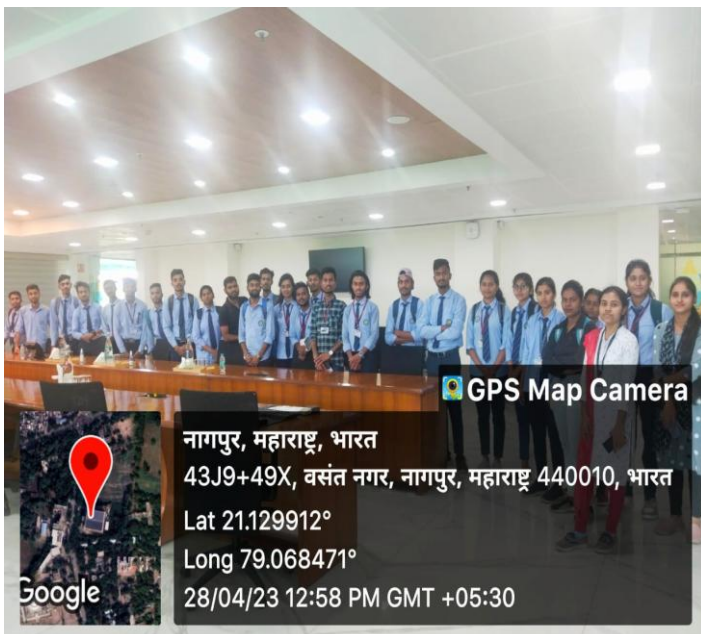 GPS Map Camera
नागपुर, महाराष्ट्र, भारत
43J9+49X, वसंत नगर, नागपुर, महाराष्ट्र 440010, भारत
Lat 21.129912°
Long 79.068471°
28/04/23 12:58 PM GMT +05:30
Google